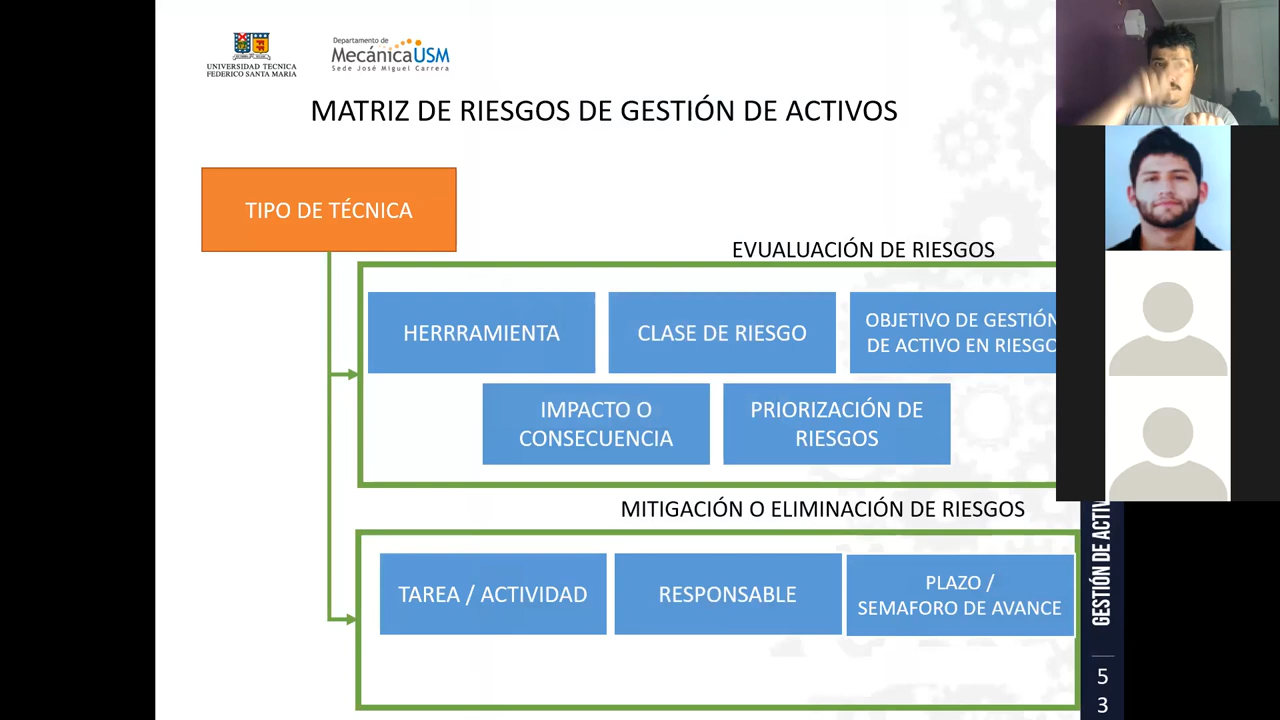 UNIVERSIDAD TECNICA
FEDERICO SANTA MARIA
Departamento de
MecánicaUSM
Sede José Miguel Carrera
MATRIZ DE RIESGOS DE GESTIÓN DE ACTIVOS
TIPO DE TÉCNICA
EVUALUACIÓN DE RIESGOS
HERRRAMIENTA
CLASE DE RIESGO
OBJETIVO DE GESTIÓN
DE ACTIVO EN RIESGO
IMPACTO O
CONSECUENCIA
PRIORIZACIÓN DE
RIESGOS
MITIGACIÓN O ELIMINACIÓN DE RIESGOS
TAREA / ACTIVIDAD
RESPONSABLE
PLAZO /
SEMAFORO DE AVANCE
GESTIÓN DE ACTIV
5
3